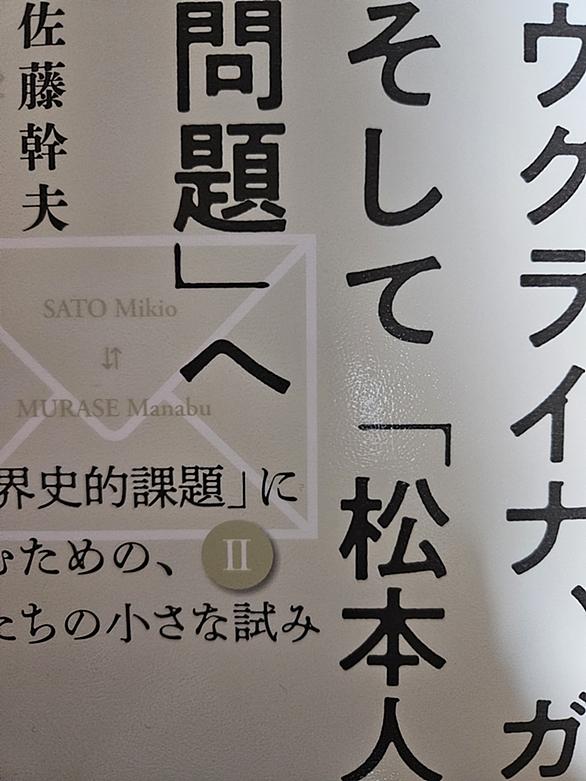 ウクライナ、ガ
そして「松本人
問題」へ
佐藤幹夫
SATO Mikio
⇵
MURASE Manabu
界史的課題」に
むための、 Ⅱ
たちの小さな試み